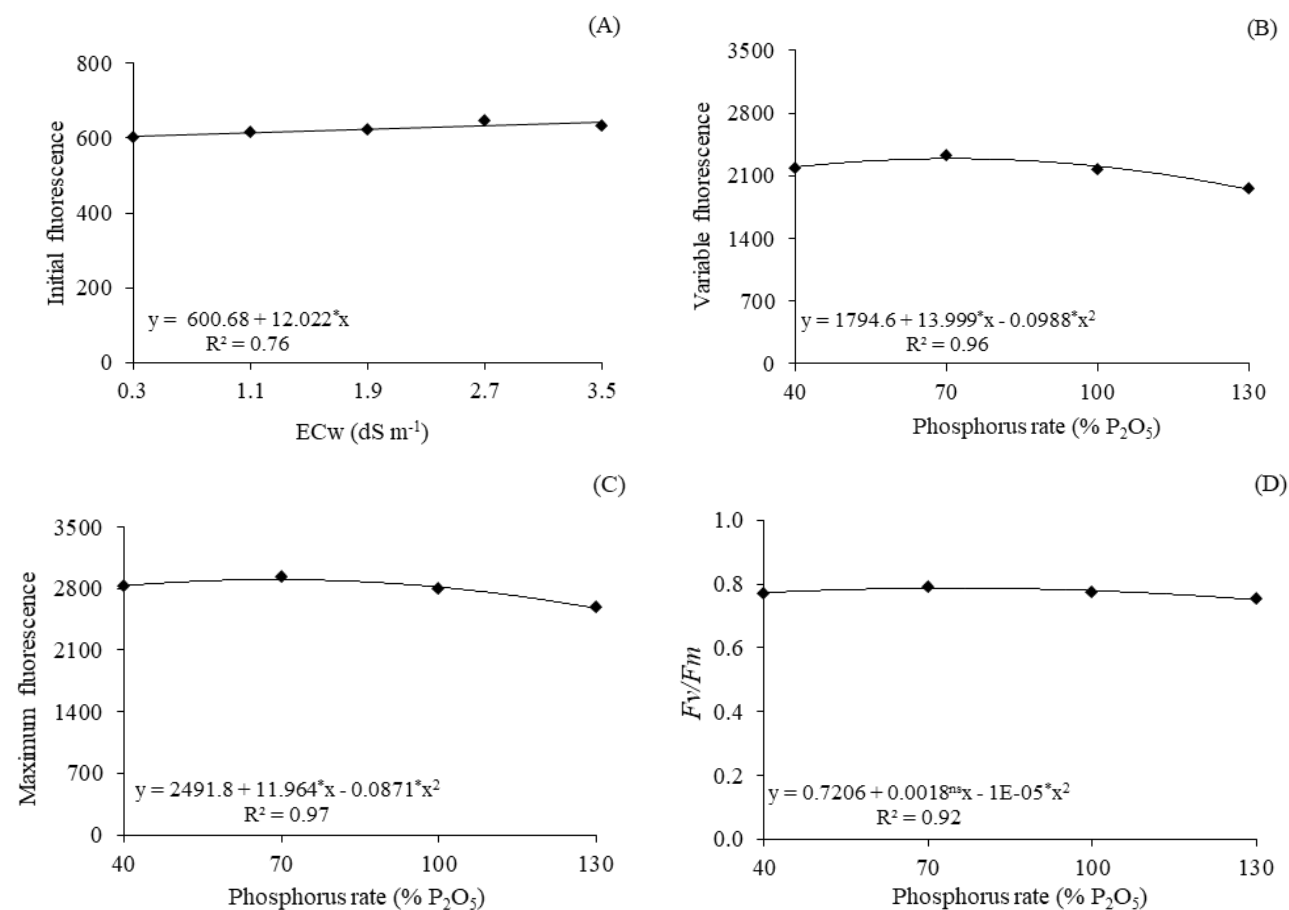 (A)
Initial fluorescence
800
600
400
200
0
y = 600.68 + 12.022*x
R² = 0.76
0.3 1.1 1.9 2.7 3.5
ECw (dS m⁻¹)
(B)
Variable fluorescence
3500
2800
2100
1400
700
0
y = 1794.6 + 13.999*x - 0.0988*x²
R² = 0.96
40 70 100 130
Phosphorus rate (% P₂O₅)
(C)
Maximum fluorescence
3500
2800
2100
1400
700
0
y = 2491.8 + 11.964*x - 0.0871*x²
R² = 0.97
40 70 100 130
Phosphorus rate (% P₂O₅)
(D)
Fv/Fm
1.0
0.8
0.6
0.4
0.2
0.0
y = 0.7206 + 0.0018ⁿˢx - 1E-05*x²
R² = 0.92
40 70 100 130
Phosphorus rate (% P₂O₅)